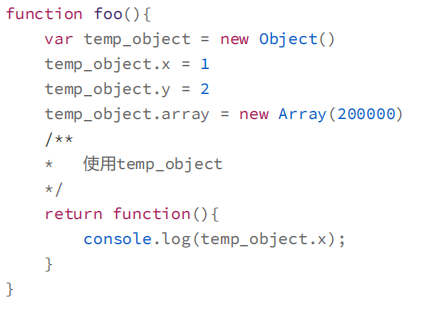 function foo(){
    var temp_object = new Object()
    temp_object.x = 1
    temp_object.y = 2
    temp_object.array = new Array(200000)
    /**
    *   使用temp_object
    */
    return function(){
        console.log(temp_object.x);
    }
}